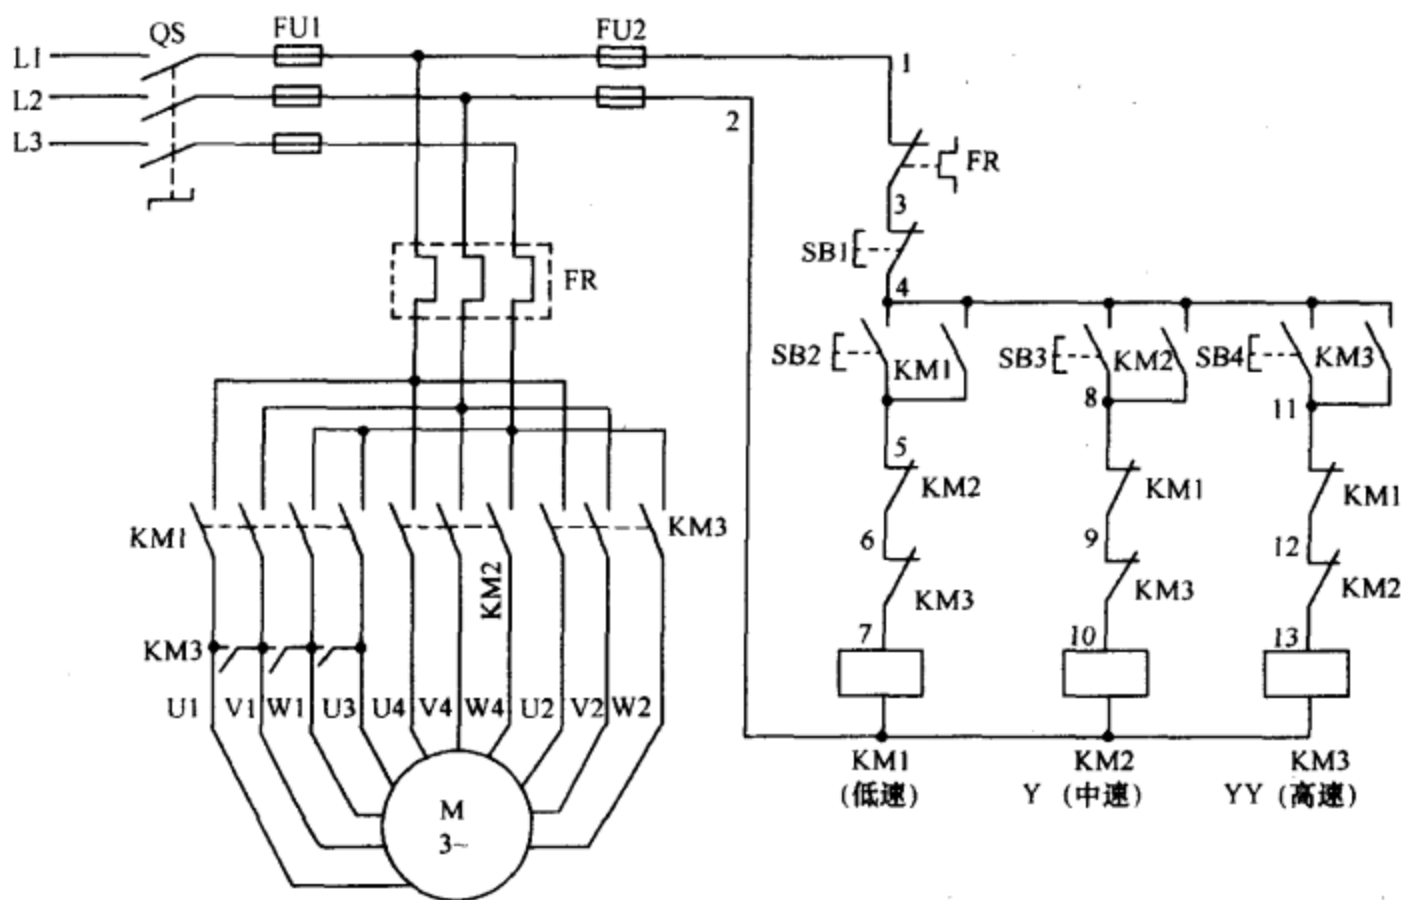 QS FU1 FU2
L1 1
L2 2
L3
FR
3
SB1
4
FR
SB2 KM1 SB3 KM2 SB4 KM3
8 11
5
KM2 KM1 KM1
KM1 KM2 KM3
6 9 12
KM3 KM3 KM2
KM3 7 10 13
U1 V1 W1 U3 U4 V4 W4 U2 V2 W2
KM1 KM2 KM3
(低速) Y (中速) YY (高速)
M
3~